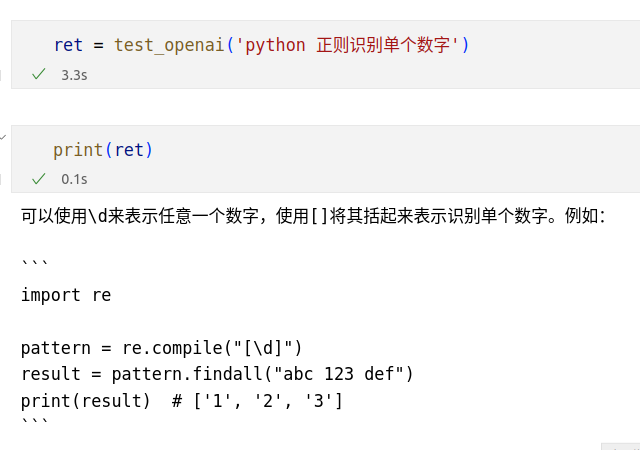 ret = test_openai('python 正则识别单个数字')
3.3s
print(ret)
0.1s
可以使用\d来表示任意一个数字，使用[]将其括起来表示识别单个数字。例如：
```
import re
pattern = re.compile("[\d]")
result = pattern.findall("abc 123 def")
print(result)  # ['1', '2', '3']
```